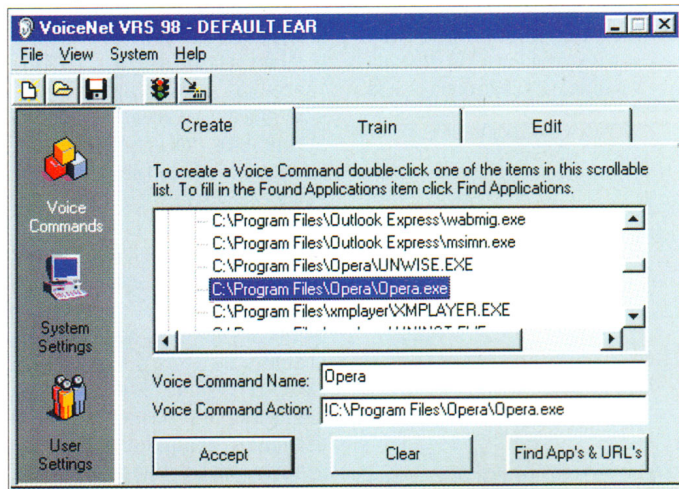 VoiceNet VRS 98 - DEFAULT.EAR
File View System Help
Create Train Edit
To create a Voice Command double-click one of the items in this scrollable
list. To fill in the Found Applications item click Find Applications.
Voice
Commands
System
Settings
User
Settings
C:\Program Files\Outlook Express\wabmig.exe
C:\Program Files\Outlook Express\msimn.exe
C:\Program Files\Opera\UNWISE.EXE
C:\Program Files\Opera\Opera.exe
C:\Program Files\xmplayer\XMPLAYER.EXE
Voice Command Name: Opera
Voice Command Action: !C:\Program Files\Opera\Opera.exe
Accept Clear Find App's & URL's